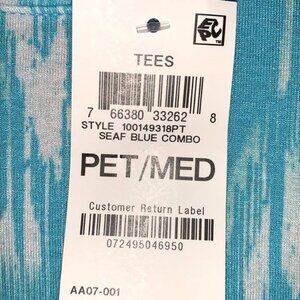 TEES
7 66380 33262 8
STYLE 100149318PT
SEAF BLUE COMBO
PET/MED
Customer Return Label
072495046950
AA07-001